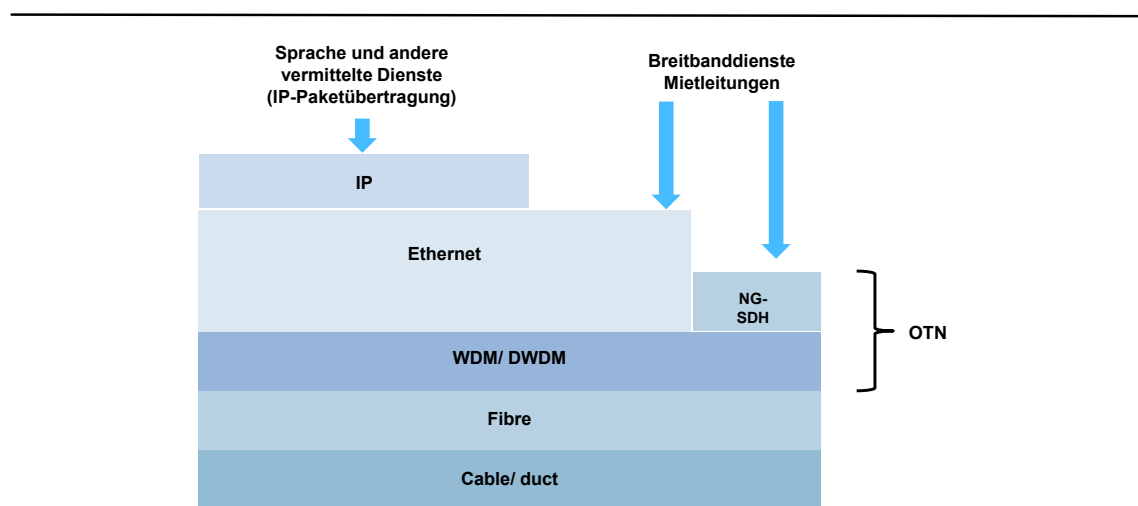 Sprache und andere
vermittelte Dienste
(IP-Paketübertragung)
Breitbanddienste
Mietleitungen
IP
Ethernet
NG-
SDH
OTN
WDM/ DWDM
Fibre
Cable/ duct